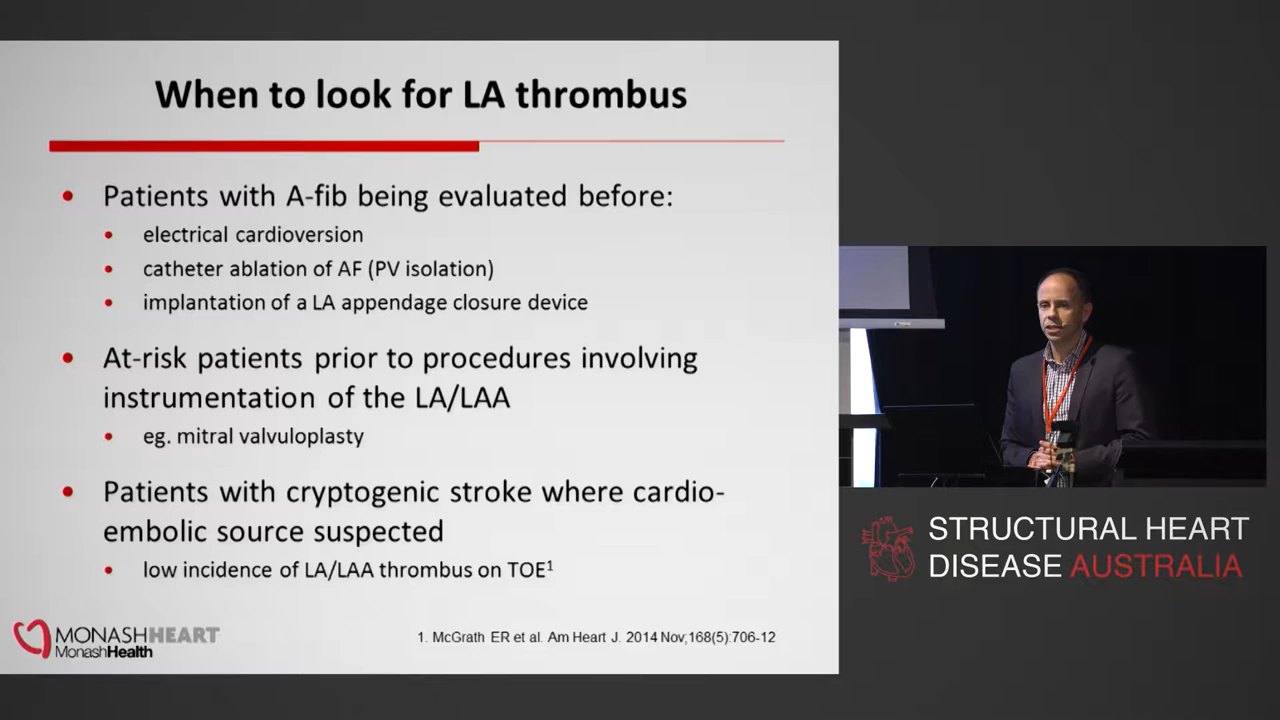 When to look for LA thrombus
• Patients with A-fib being evaluated before:
• electrical cardioversion
• catheter ablation of AF (PV isolation)
• implantation of a LA appendage closure device
• At-risk patients prior to procedures involving
instrumentation of the LA/LAA
• eg. mitral valvuloplasty
• Patients with cryptogenic stroke where cardio-
embolic source suspected
• low incidence of LA/LAA thrombus on TOE¹
MONASHHEART
MonashHealth
1. McGrath ER et al. Am Heart J. 2014 Nov;168(5):706-12
STRUCTURAL HEART
DISEASE AUSTRALIA